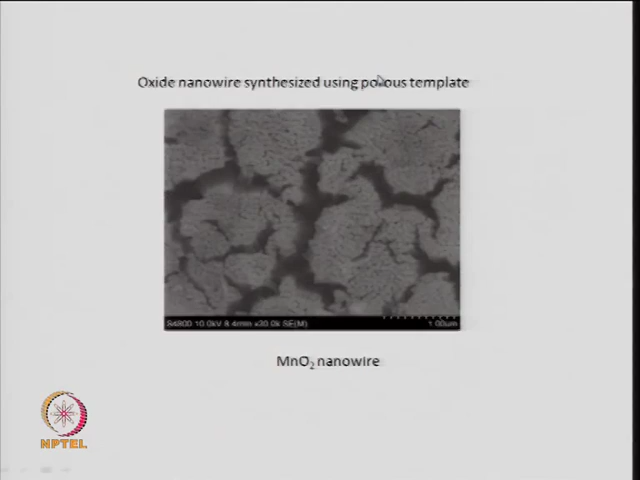 Oxide nanowire synthesized using porous template
S4800 10.0kV 8.4mm x30.0k SE(M)
1.00um
MnO₂ nanowire
NPTEL